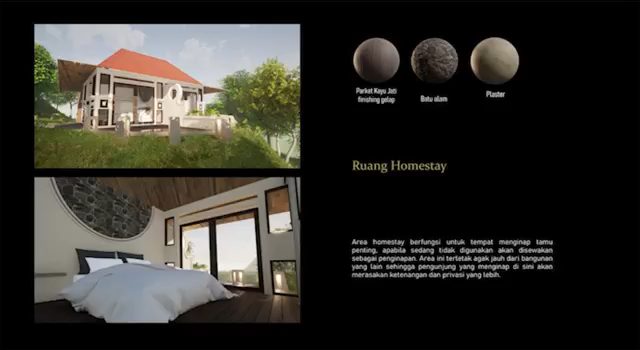 Parket Kayu Jati
finishing gelap
Batu alam
Plaster
Ruang Homestay
Area homestay berfungsi untuk tempat menginap tamu
penting, apabila sedang tidak digunakan akan disewakan
sebagai penginapan. Area ini terletak agak jauh dari bangunan
yang lain sehingga pengunjung yang menginap di sini akan
merasakan ketenangan dan privasi yang lebih.